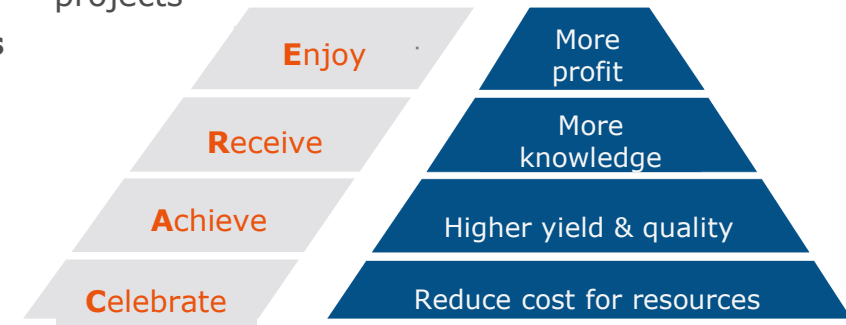 projects
s
Enjoy
More
profit
Receive
More
knowledge
Achieve
Higher yield & quality
Celebrate
Reduce cost for resources